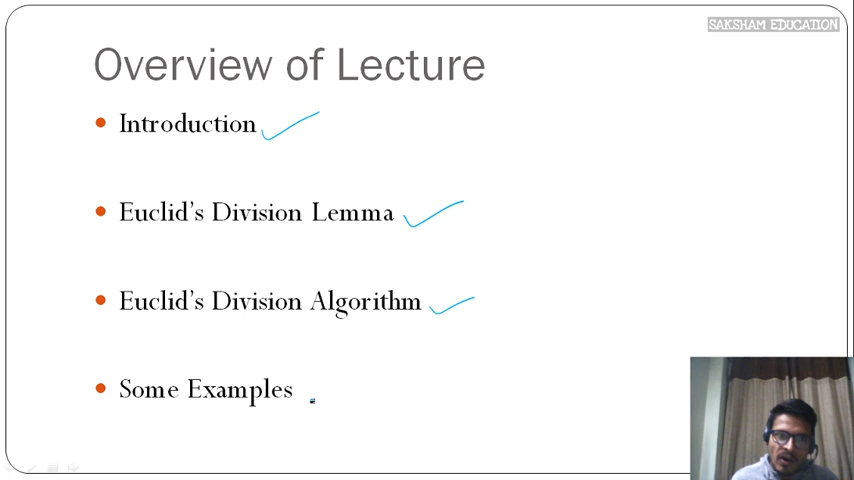 SAKSHAM EDUCATION
Overview of Lecture
Introduction
Euclid's Division Lemma
Euclid's Division Algorithm
Some Examples